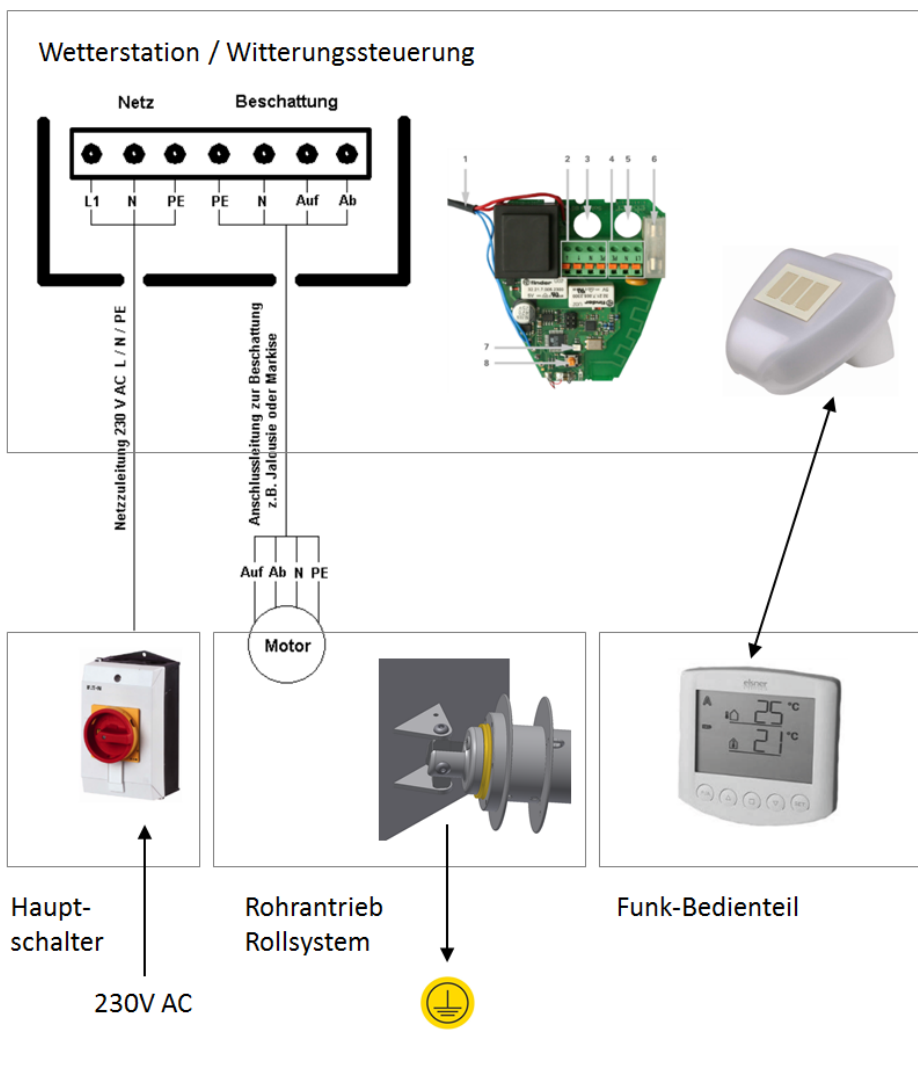 Wetterstation / Witterungssteuerung
Netz
Beschattung
L1 N PE PE N Auf Ab
1 2 3 4 5 6
7
8
Netzzuleitung 230 V AC L / N / PE
Anschlussleitung zur Beschattung
z.B. Jalousie oder Markise
Auf Ab N PE
Motor
elsner
A 25 °C
21 °C
Haupt-
schalter
Rohrantrieb
Rollsystem
Funk-Bedienteil
230V AC